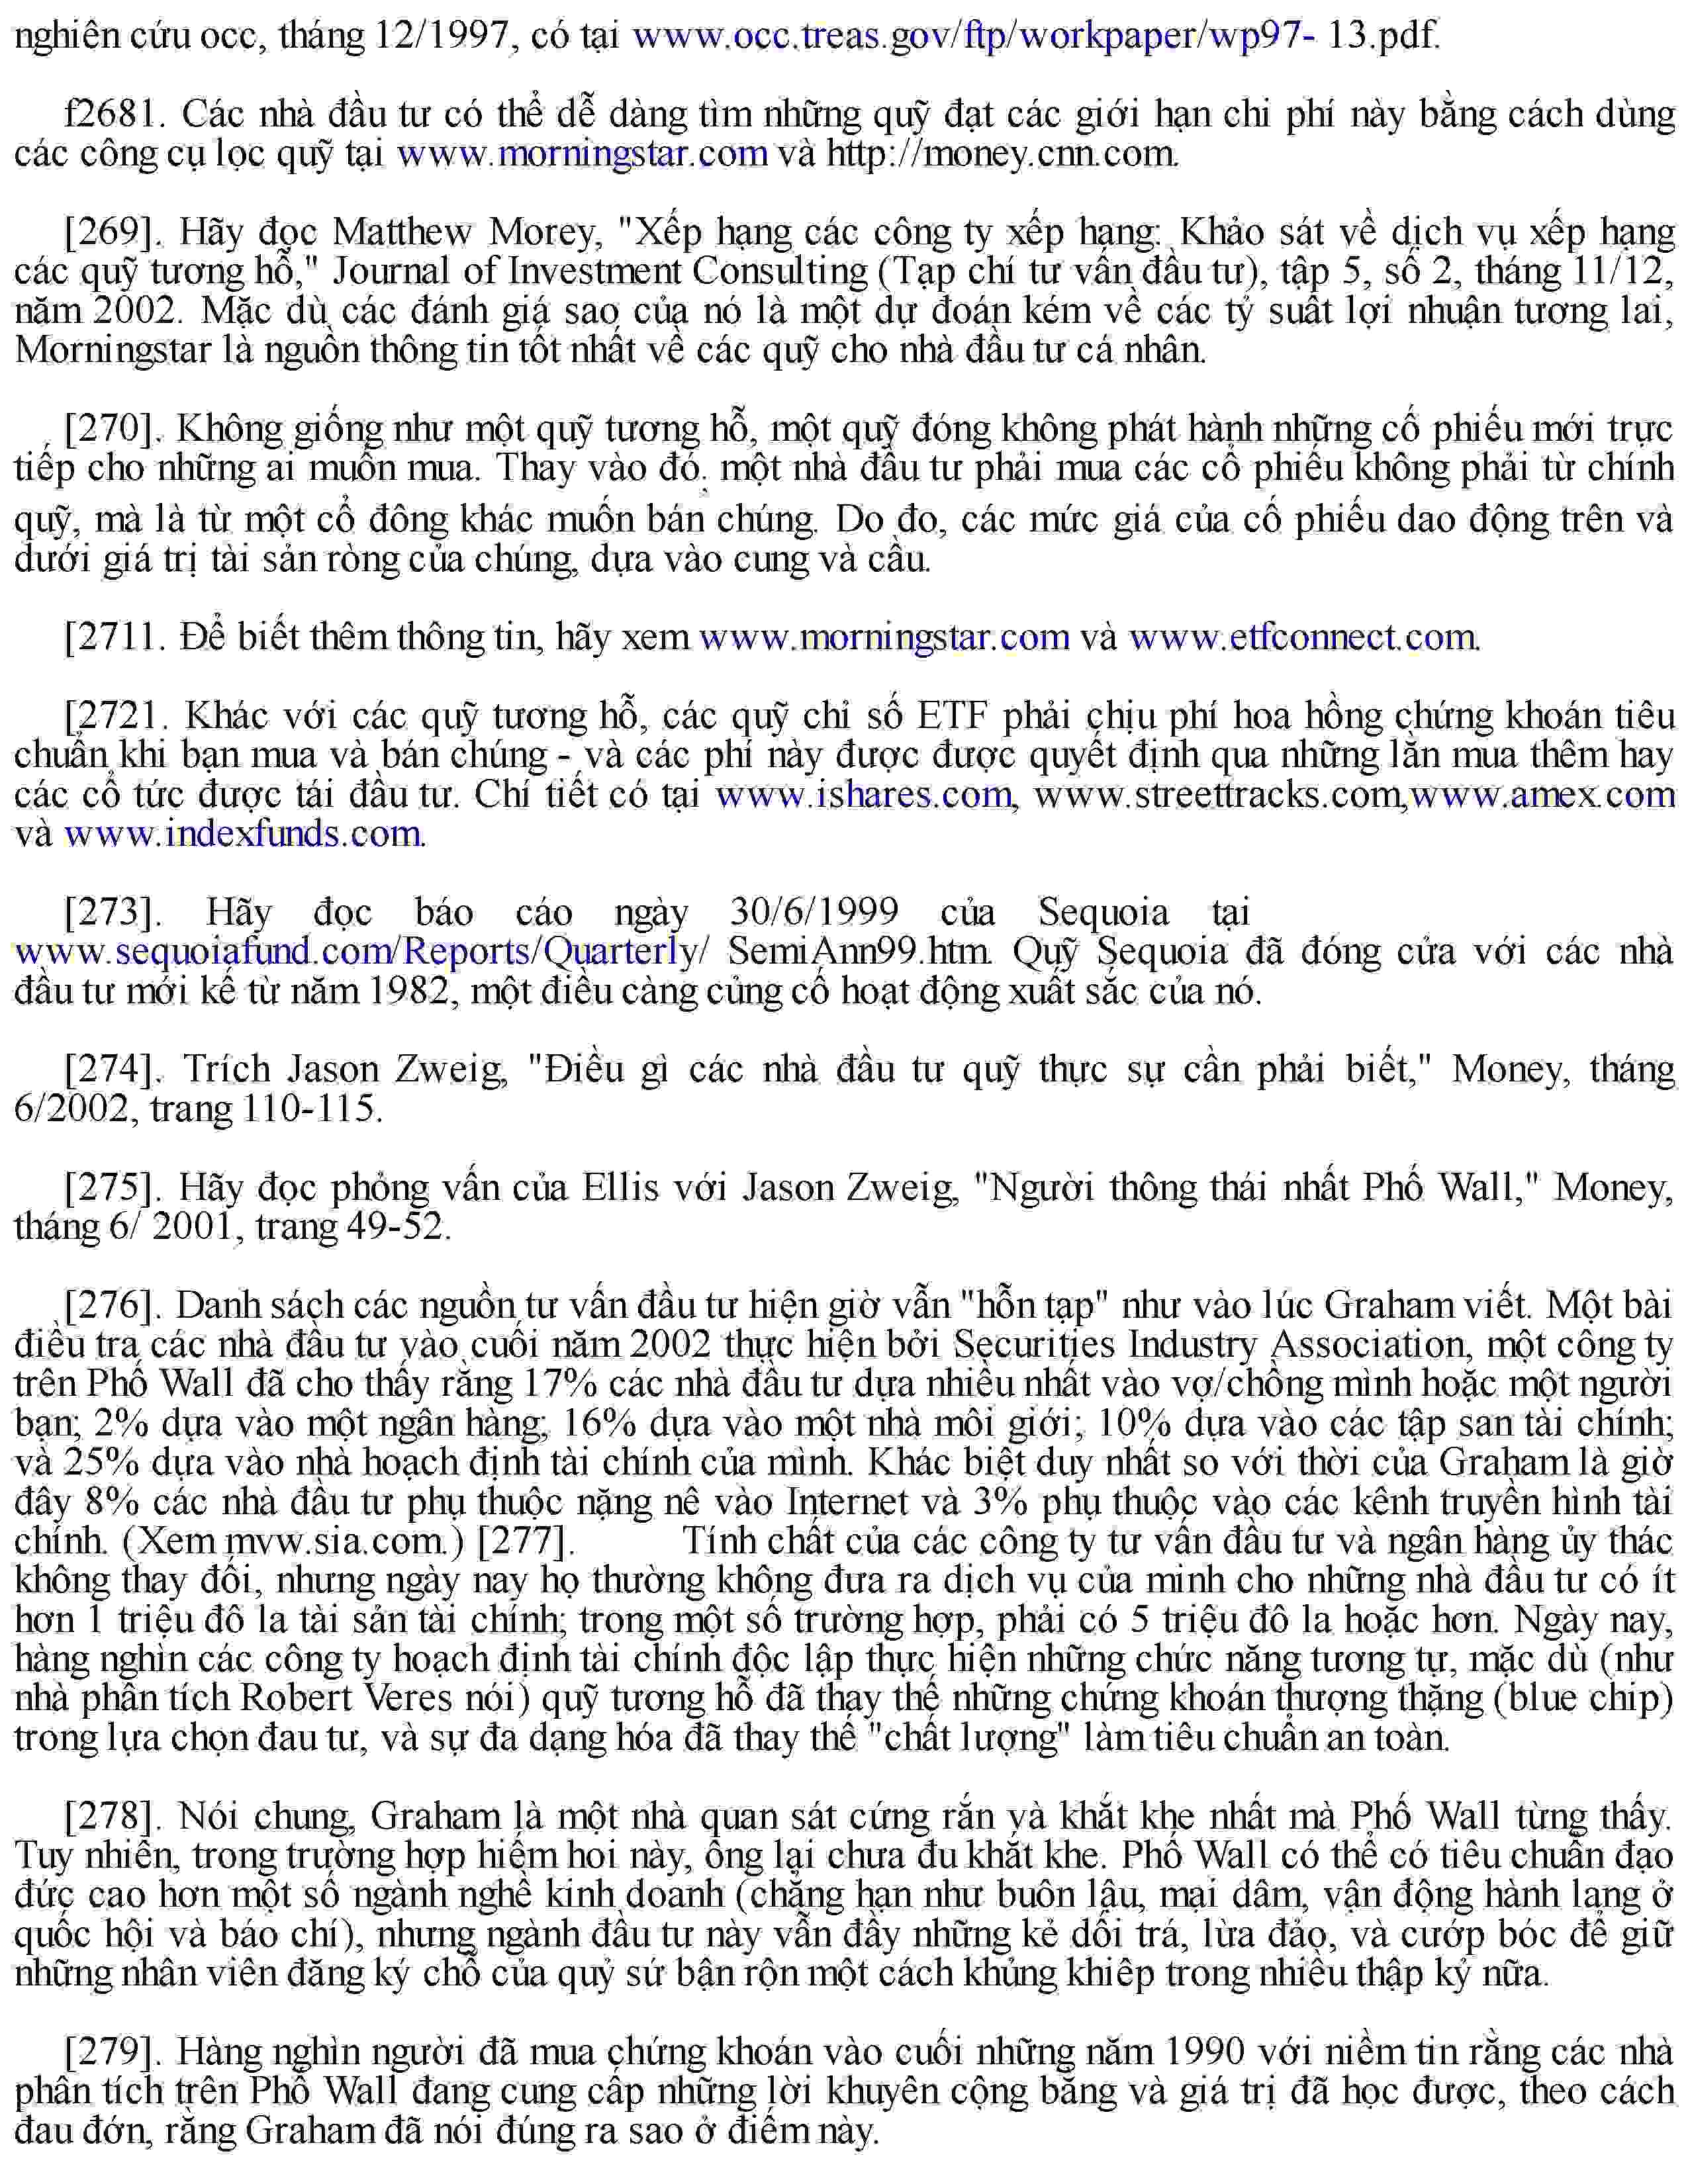 nghiên cứu occ, tháng 12/1997, có tại www.occ.treas.gov/ftp/workpaper/wp97- 13.pdf.
f2681. Các nhà đầu tư có thể dễ dàng tìm những quỹ đạt các giới hạn chi phí này bằng cách dùng
các công cụ lọc quỹ tại www.morningstar.com và http://money.cnn.com.
[269]. Hãy đọc Matthew Morey, "Xếp hạng các công ty xếp hạng: Khảo sát về dịch vụ xếp hạng
các quỹ tương hỗ," Journal of Investment Consulting (Tạp chí tư vấn đầu tư), tập 5, số 2, tháng 11/12,
năm 2002. Mặc dù các đánh giá sao của nó là một dự đoán kém về các tỷ suất lợi nhuận tương lai,
Morningstar là nguồn thông tin tốt nhất về các quỹ cho nhà đầu tư cá nhân.
[270]. Không giống như một quỹ tương hỗ, một quỹ đóng không phát hành những cổ phiếu mới trực
tiếp cho những ai muốn mua. Thay vào đó. một nhà đầu tư phải mua các cổ phiếu không phải từ chính
quỹ, mà là từ một cổ đông khác muốn bán chúng. Do đo, các mức giá của cổ phiếu dao động trên và
dưới giá trị tài sản ròng của chúng, dựa vào cung và cầu.
[2711. Để biết thêm thông tin, hãy xem www.morningstar.com và www.etfconnect.com.
[2721. Khác với các quỹ tương hỗ, các quỹ chỉ số ETF phải chịu phí hoa hồng chứng khoán tiêu
chuẩn khi bạn mua và bán chúng - và các phí này được được quyết định qua những lần mua thêm hay
các cổ tức được tái đầu tư. Chí tiết có tại www.ishares.com, www.streettracks.com,www.amex.com
và www.indexfunds.com.
[273]. Hãy đọc báo cáo ngày 30/6/1999 của Sequoia tại
www.sequoiafund.com/Reports/Quarterly/ SemiAnn99.htm. Quỹ Sequoia đã đóng cửa với các nhà
đầu tư mới kể từ năm 1982, một điều càng củng cố hoạt động xuất sắc của nó.
[274]. Trích Jason Zweig, "Điều gì các nhà đầu tư quỹ thực sự cần phải biết," Money, tháng
6/2002, trang 110-115.
[275]. Hãy đọc phỏng vấn của Ellis với Jason Zweig, "Người thông thái nhất Phố Wall," Money,
tháng 6/ 2001, trang 49-52.
[276]. Danh sách các nguồn tư vấn đầu tư hiện giờ vẫn "hỗn tạp" như vào lúc Graham viết. Một bài
điều tra các nhà đầu tư vào cuối năm 2002 thực hiện bởi Securities Industry Association, một công ty
trên Phố Wall đã cho thấy rằng 17% các nhà đầu tư dựa nhiều nhất vào vợ/chồng mình hoặc một người
bạn; 2% dựa vào một ngân hàng; 16% dựa vào một nhà môi giới; 10% dựa vào các tập san tài chính;
và 25% dựa vào nhà hoạch định tài chính của mình. Khác biệt duy nhất so với thời của Graham là giờ
đây 8% các nhà đầu tư phụ thuộc nặng nề vào Internet và 3% phụ thuộc vào các kênh truyền hình tài
chính. (Xem mvw.sia.com.) [277]. Tính chất của các công ty tư vấn đầu tư và ngân hàng ủy thác
không thay đổi, nhưng ngày nay họ thường không đưa ra dịch vụ của minh cho những nhà đầu tư có ít
hơn 1 triệu đô la tài sản tài chính; trong một số trường hợp, phải có 5 triệu đô la hoặc hơn. Ngày nay,
hàng nghìn các công ty hoạch định tài chính độc lập thực hiện những chức năng tương tự, mặc dù (như
nhà phân tích Robert Veres nói) quỹ tương hỗ đã thay thế những chứng khoán thượng thặng (blue chip)
trong lựa chọn đau tư, và sự đa dạng hóa đã thay thế "chất lượng" làm tiêu chuẩn an toàn.
[278]. Nói chung, Graham là một nhà quan sát cứng rắn và khắt khe nhất mà Phố Wall từng thấy.
Tuy nhiên, trong trường hợp hiếm hoi này, ông lại chưa đu khắt khe. Phố Wall có thể có tiêu chuẩn đạo
đức cao hơn một số ngành nghề kinh doanh (chẳng hạn như buôn lậu, mại dâm, vận động hành lang ở
quốc hội và báo chí), nhưng ngành đầu tư này vẫn đầy những kẻ dối trá, lừa đảo, và cướp bóc để giữ
những nhân viên đăng ký chỗ của quỷ sứ bận rộn một cách khủng khiêp trong nhiều thập kỷ nữa.
[279]. Hàng nghìn người đã mua chứng khoán vào cuối những năm 1990 với niềm tin rằng các nhà
phân tích trên Phố Wall đang cung cấp những lời khuyên cộng bằng và giá trị đã học được, theo cách
đau đớn, rằng Graham đã nói đúng ra sao ở điểm này.